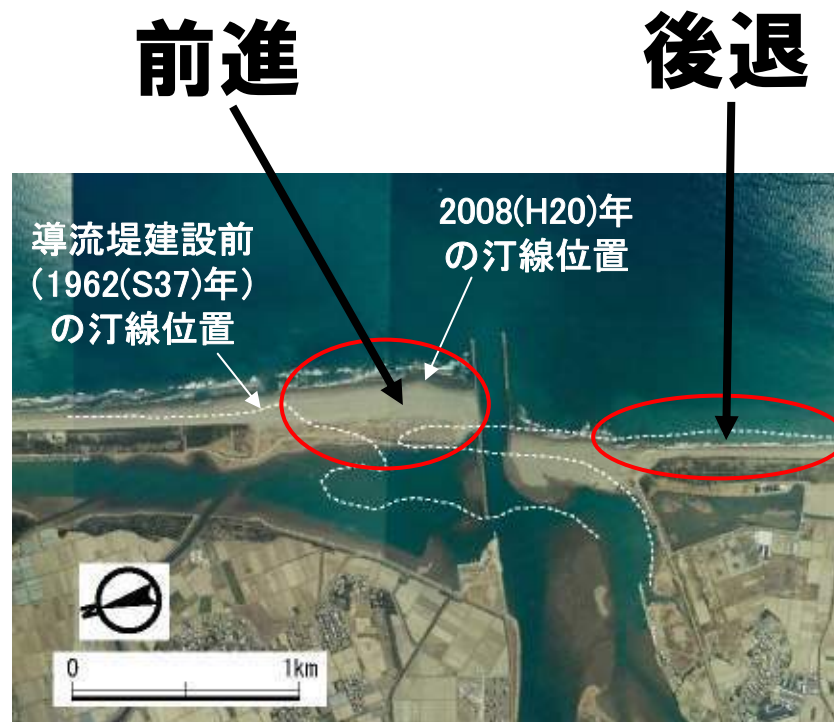 前進
後退
導流堤建設前
(1962(S37)年)
の汀線位置
2008(H20)年
の汀線位置
0
1km